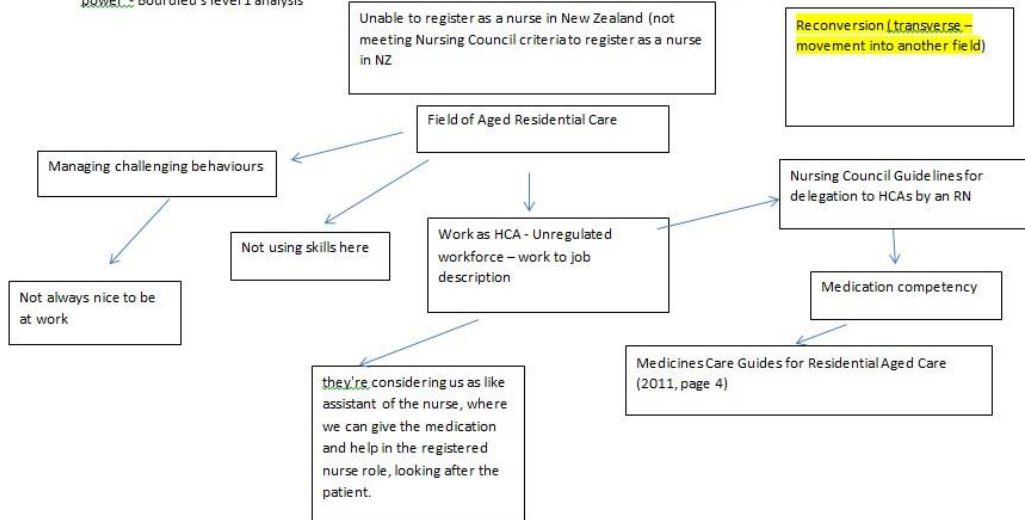 power - Bourdieu's level 1 analysis
Unable to register as a nurse in New Zealand (not
meeting Nursing Council criteria to register as a nurse
in NZ
Reconversion ( transverse –
movement into another field)
Field of Aged Residential Care
Managing challenging behaviours
Nursing Council Guidelines for
delegation to HCAs by an RN
Not using skills here
Work as HCA - Unregulated
workforce – work to job
description
Not always nice to be
at work
Medication competency
Medicines Care Guides for Residential Aged Care
(2011, page 4)
they're considering us as like
assistant of the nurse, where
we can give the medication
and help in the registered
nurse role, looking after the
patient.